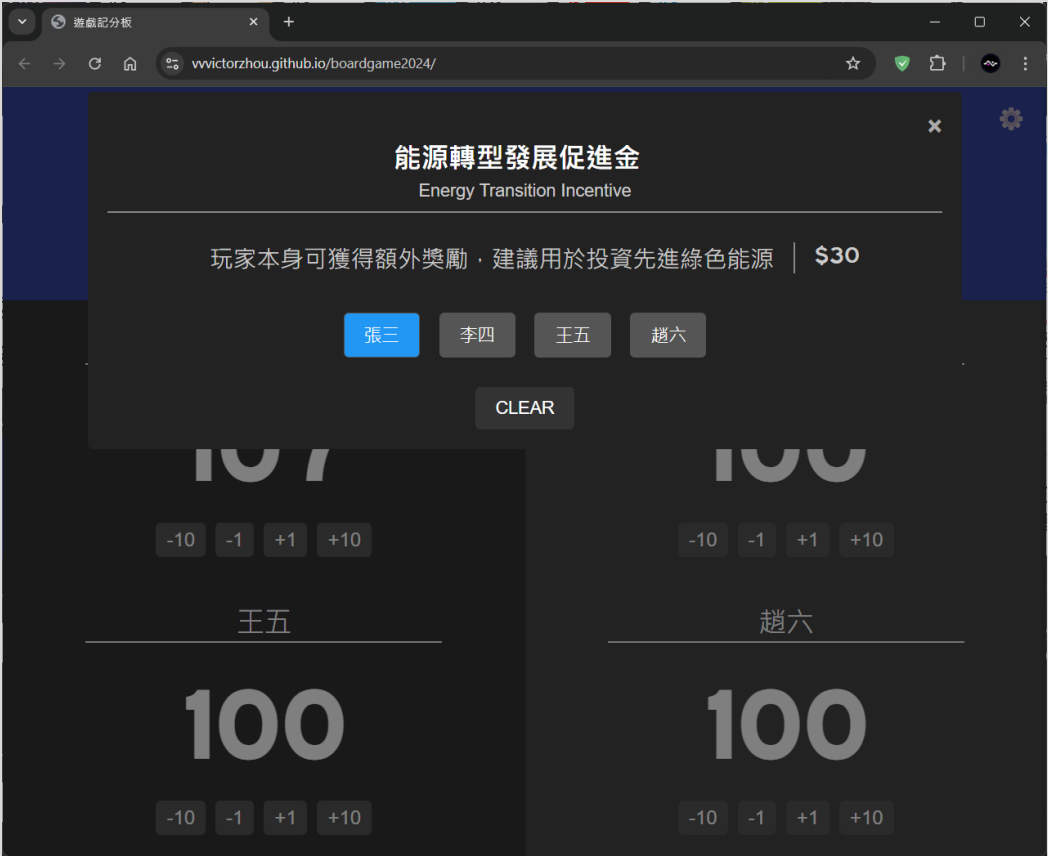 遊戲記分板
vvvictorzhou.github.io/boardgame2024/
能源轉型發展促進金
Energy Transition Incentive
玩家本身可獲得額外獎勵，建議用於投資先進綠色能源 $30
張三 李四 王五 趙六
CLEAR
107 100
-10 -1 +1 +10 -10 -1 +1 +10
王五 趙六
100 100
-10 -1 +1 +10 -10 -1 +1 +10